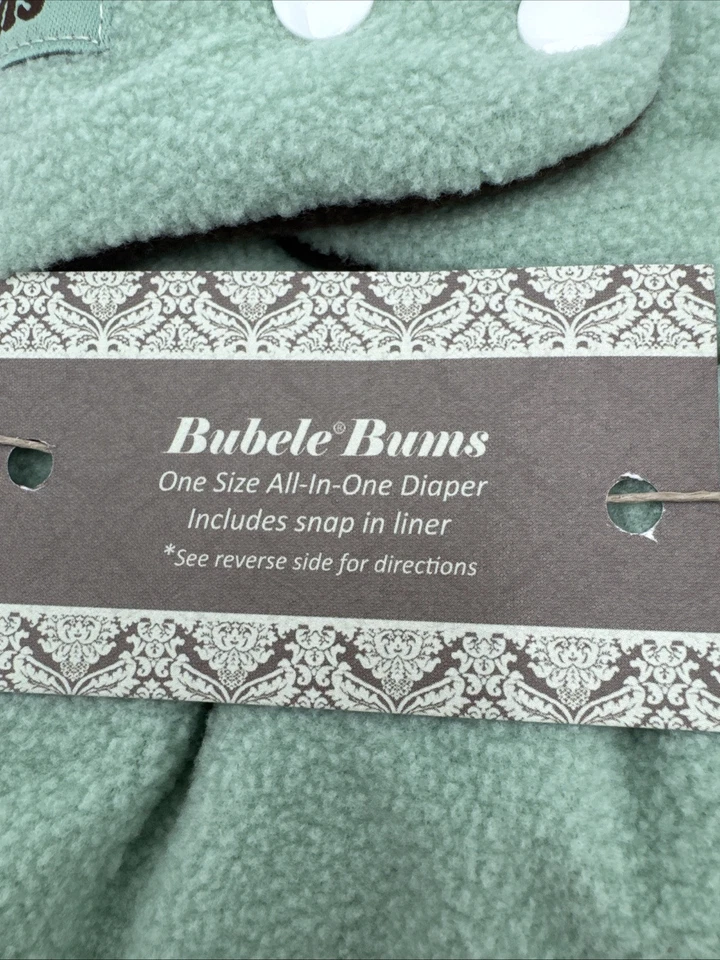 Bubele® Bums
One Size All-In-One Diaper
Includes snap in liner
*See reverse side for directions